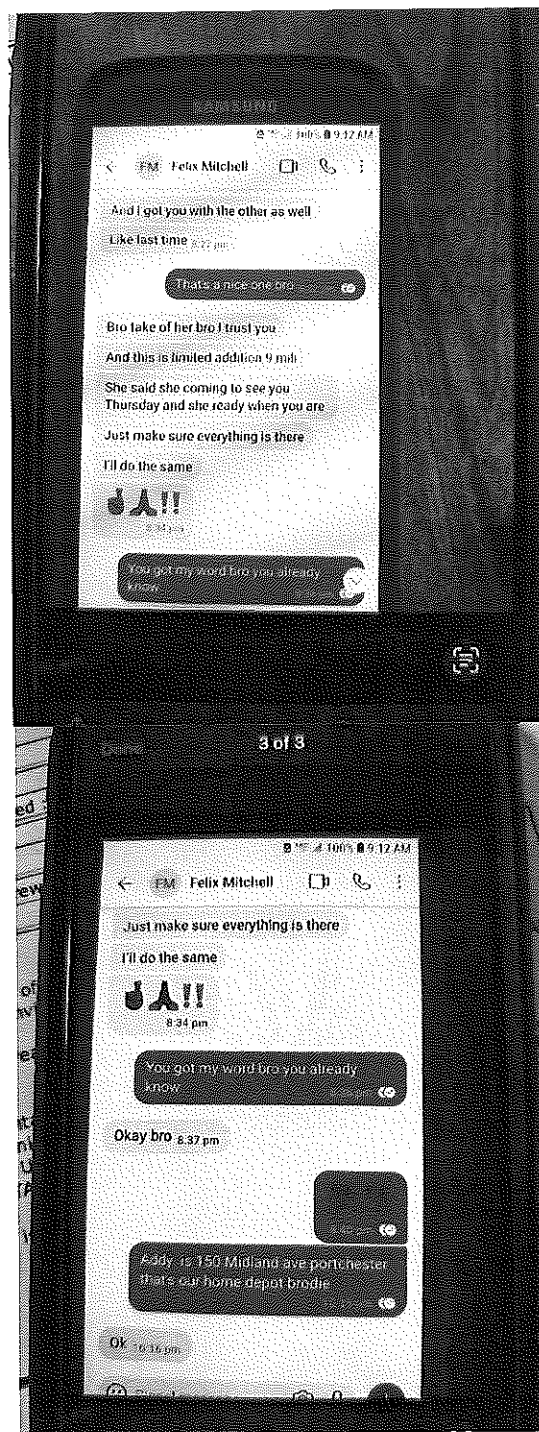 SAMSUNG
100% 9:12 AM
FM Felix Mitchell
And I got you with the other as well
Like last time
That's a nice one bro
Bro take of her bro I trust you
And this is limited addition 9 mili
She said she coming to see you
Thursday and she ready when you are
Just make sure everything is there
I'll do the same
You got my word bro you already
know
3 of 3
100% 9:12 AM
FM Felix Mitchell
Just make sure everything is there
I'll do the same
8:34 pm
You got my word bro you already
know
Okay bro 8:37 pm
Addy is 150 Midland ave portchester
thats our home depot brodie
Ok 10:16 pm